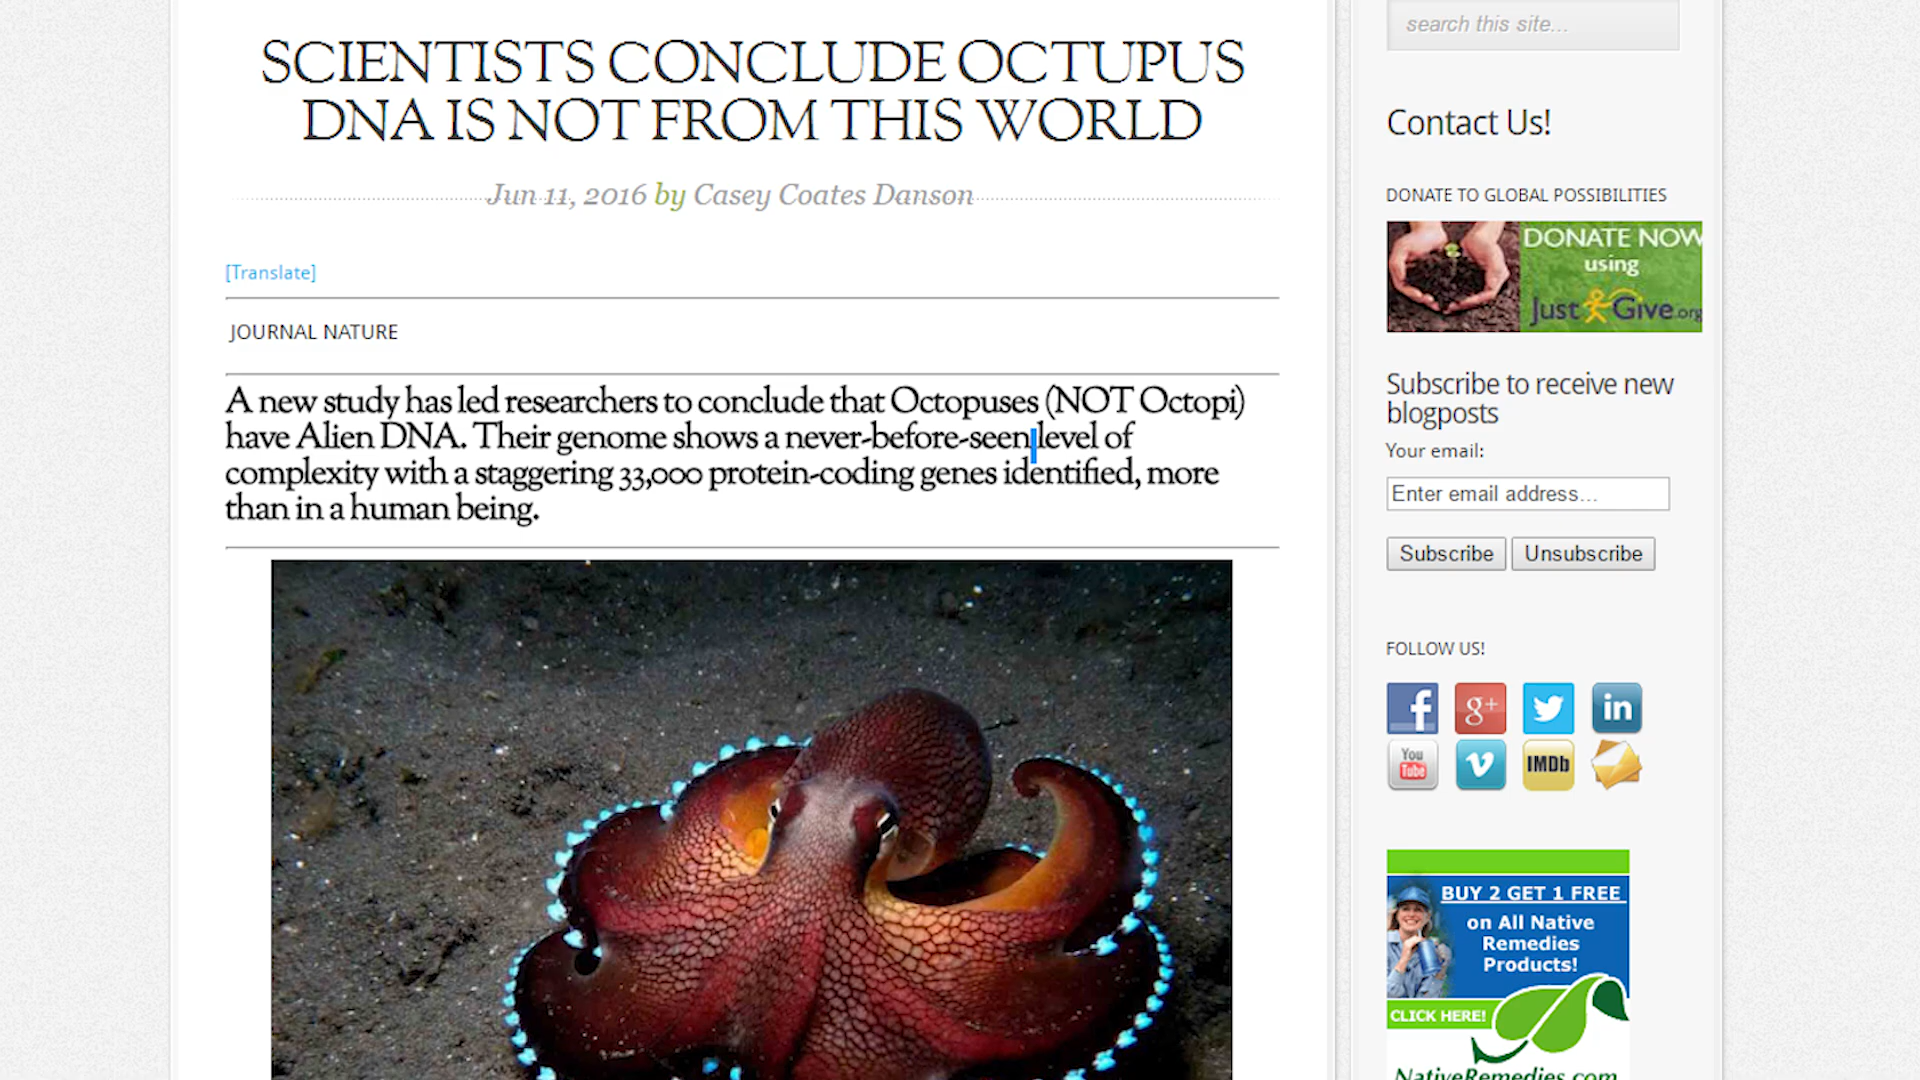 SCIENTISTS CONCLUDE OCTUPUS
DNA IS NOT FROM THIS WORLD
Jun 11, 2016 by Casey Coates Danson
[Translate]
JOURNAL NATURE
A new study has led researchers to conclude that Octopuses (NOT Octopi)
have Alien DNA. Their genome shows a never-before-seen level of
complexity with a staggering 33,000 protein-coding genes identified, more
than in a human being.
search this site...
Contact Us!
DONATE TO GLOBAL POSSIBILITIES
DONATE NOW
using
JustGive.org
Subscribe to receive new
blogposts
Your email:
Enter email address...
Subscribe Unsubscribe
FOLLOW US!
f g+ in
You
Tube
v
IMDb
BUY 2 GET 1 FREE
on All Native
Remedies
Products!
CLICK HERE!
NativeRemedies.com